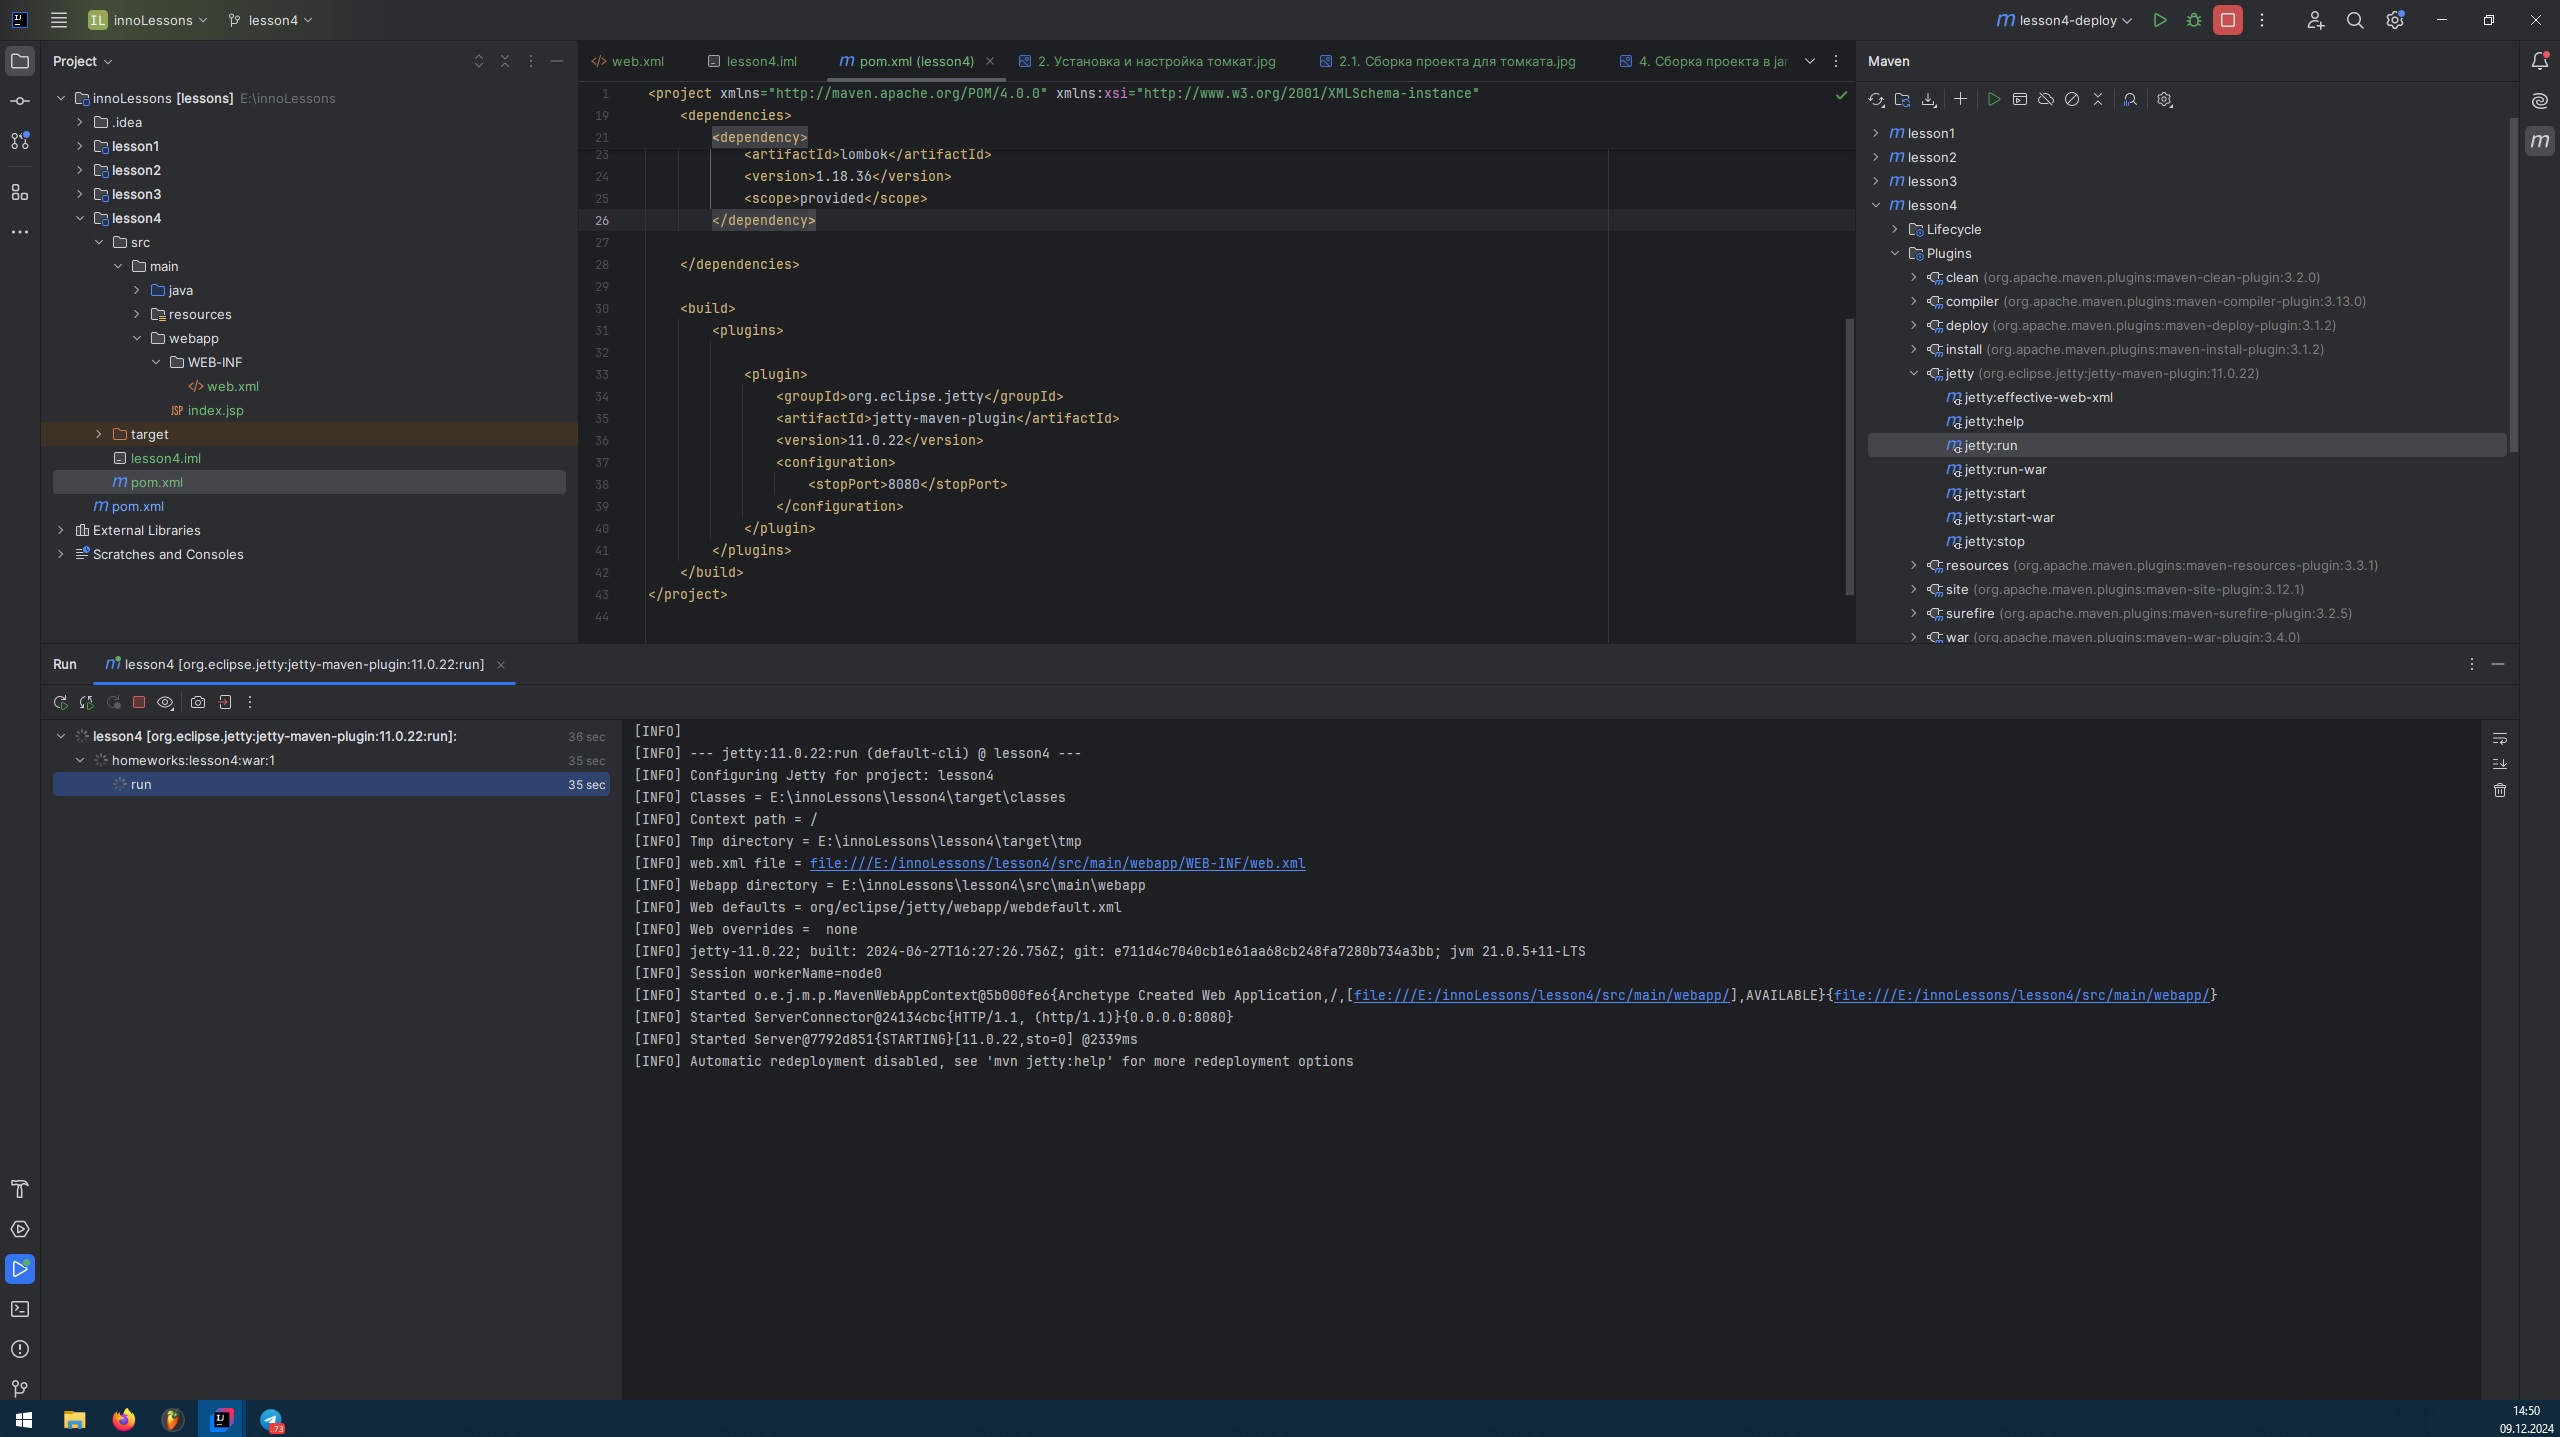 IL innoLessons
lesson4
lesson4-deploy
Project
innoLessons [lessons] E:\innoLessons
.idea
lesson1
lesson2
lesson3
lesson4
src
main
java
resources
webapp
WEB-INF
web.xml
index.jsp
target
lesson4.iml
pom.xml
pom.xml
External Libraries
Scratches and Consoles
web.xml
lesson4.iml
pom.xml (lesson4)
2. Установка и настройка томкат.jpg
2.1. Сборка проекта для томката.jpg
4. Сборка проекта в jar
1 <project xmlns="http://maven.apache.org/POM/4.0.0" xmlns:xsi="http://www.w3.org/2001/XMLSchema-instance"
19 <dependencies>
21 <dependency>
23 <artifactId>lombok</artifactId>
24 <version>1.18.36</version>
25 <scope>provided</scope>
26 </dependency>
27
28 </dependencies>
29
30 <build>
31 <plugins>
32
33 <plugin>
34 <groupId>org.eclipse.jetty</groupId>
35 <artifactId>jetty-maven-plugin</artifactId>
36 <version>11.0.22</version>
37 <configuration>
38 <stopPort>8080</stopPort>
39 </configuration>
40 </plugin>
41 </plugins>
42 </build>
43 </project>
44
Maven
lesson1
lesson2
lesson3
lesson4
Lifecycle
Plugins
clean (org.apache.maven.plugins:maven-clean-plugin:3.2.0)
compiler (org.apache.maven.plugins:maven-compiler-plugin:3.13.0)
deploy (org.apache.maven.plugins:maven-deploy-plugin:3.1.2)
install (org.apache.maven.plugins:maven-install-plugin:3.1.2)
jetty (org.eclipse.jetty:jetty-maven-plugin:11.0.22)
jetty:effective-web-xml
jetty:help
jetty:run
jetty:run-war
jetty:start
jetty:start-war
jetty:stop
resources (org.apache.maven.plugins:maven-resources-plugin:3.3.1)
site (org.apache.maven.plugins:maven-site-plugin:3.12.1)
surefire (org.apache.maven.plugins:maven-surefire-plugin:3.2.5)
war (org.apache.maven.plugins:maven-war-plugin:3.4.0)
Run
lesson4 [org.eclipse.jetty:jetty-maven-plugin:11.0.22:run]
lesson4 [org.eclipse.jetty:jetty-maven-plugin:11.0.22:run]: 36 sec
homeworks:lesson4:war:1 35 sec
run 35 sec
[INFO]
[INFO] --- jetty:11.0.22:run (default-cli) @ lesson4 ---
[INFO] Configuring Jetty for project: lesson4
[INFO] Classes = E:\innoLessons\lesson4\target\classes
[INFO] Context path = /
[INFO] Tmp directory = E:\innoLessons\lesson4\target\tmp
[INFO] web.xml file = file:///E:/innoLessons/lesson4/src/main/webapp/WEB-INF/web.xml
[INFO] Webapp directory = E:\innoLessons\lesson4\src\main\webapp
[INFO] Web defaults = org/eclipse/jetty/webapp/webdefault.xml
[INFO] Web overrides =  none
[INFO] jetty-11.0.22; built: 2024-06-27T16:27:26.756Z; git: e711d4c7040cb1e61aa68cb248fa7280b734a3bb; jvm 21.0.5+11-LTS
[INFO] Session workerName=node0
[INFO] Started o.e.j.m.p.MavenWebAppContext@5b000fe6{Archetype Created Web Application,/,[file:///E:/innoLessons/lesson4/src/main/webapp/],AVAILABLE}{file:///E:/innoLessons/lesson4/src/main/webapp/}
[INFO] Started ServerConnector@24134cbc{HTTP/1.1, (http/1.1)}{0.0.0.0:8080}
[INFO] Started Server@7792d851{STARTING}[11.0.22,sto=0] @2339ms
[INFO] Automatic redeployment disabled, see 'mvn jetty:help' for more redeployment options
..73
14:50
09.12.2024